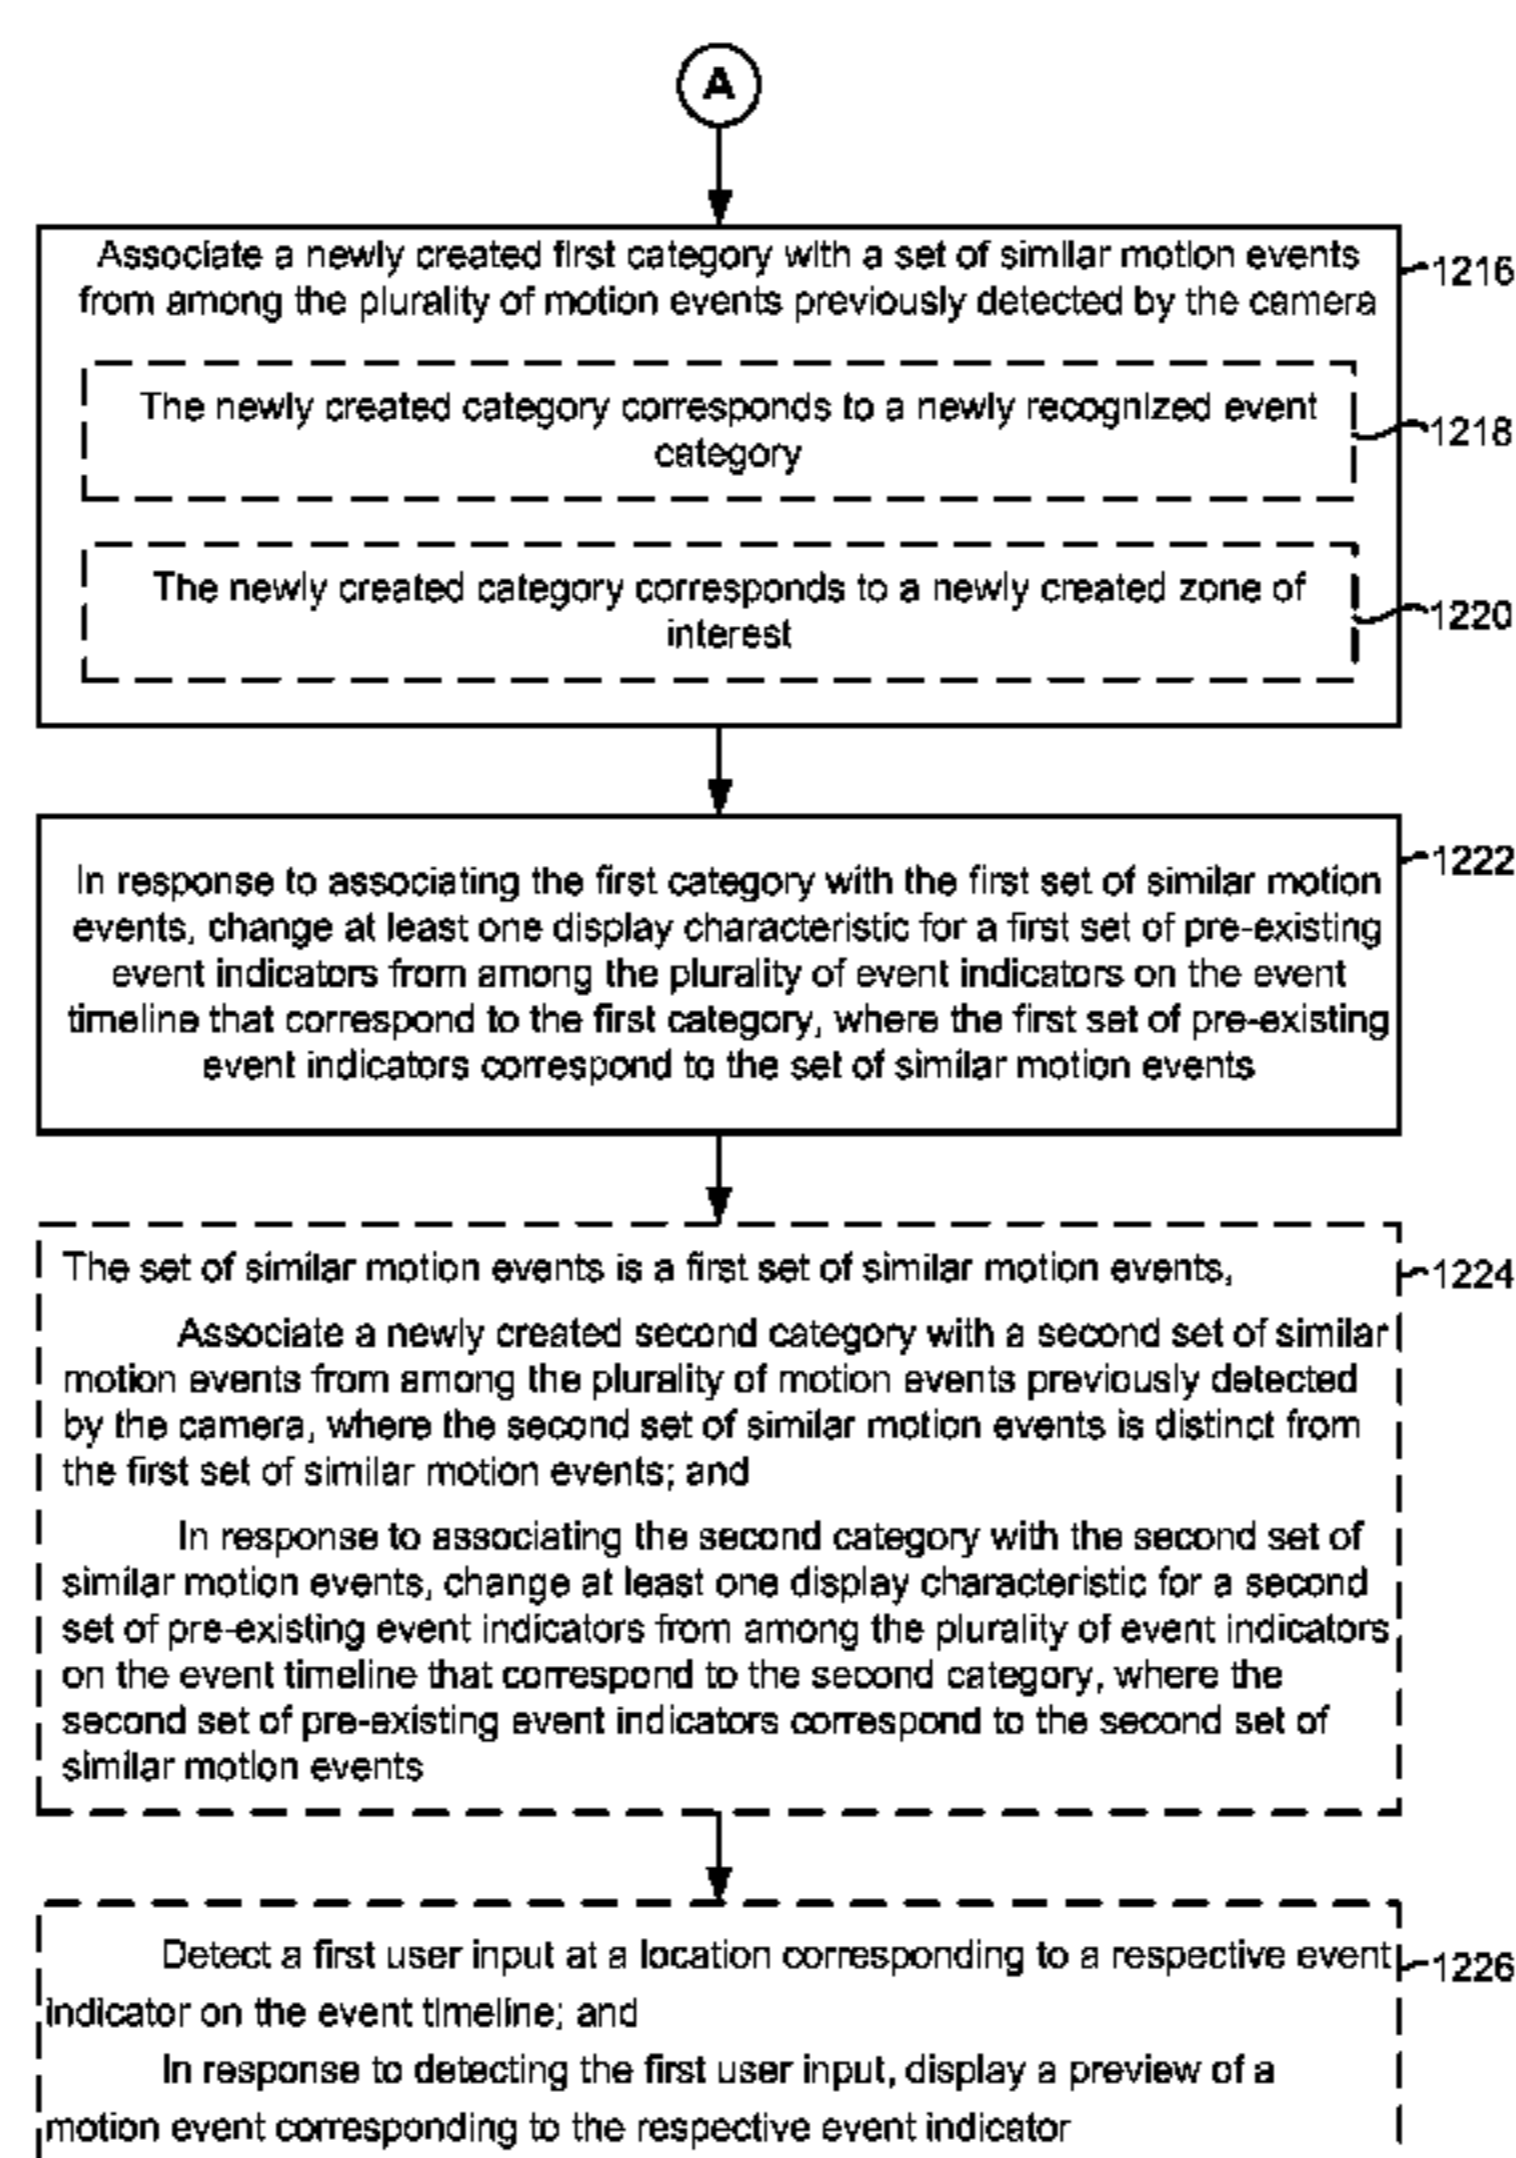 A
Associate a newly created first category with a set of similar motion events
from among the plurality of motion events previously detected by the camera
1216
The newly created category corresponds to a newly recognized event
category
1218
The newly created category corresponds to a newly created zone of
interest
1220
In response to associating the first category with the first set of similar motion
events, change at least one display characteristic for a first set of pre-existing
event indicators from among the plurality of event indicators on the event
timeline that correspond to the first category, where the first set of pre-existing
event indicators correspond to the set of similar motion events
1222
The set of similar motion events is a first set of similar motion events,
Associate a newly created second category with a second set of similar
motion events from among the plurality of motion events previously detected
by the camera, where the second set of similar motion events is distinct from
the first set of similar motion events; and
In response to associating the second category with the second set of
similar motion events, change at least one display characteristic for a second
set of pre-existing event indicators from among the plurality of event indicators
on the event timeline that correspond to the second category, where the
second set of pre-existing event indicators correspond to the second set of
similar motion events
1224
Detect a first user input at a location corresponding to a respective event
indicator on the event timeline; and
In response to detecting the first user input, display a preview of a
motion event corresponding to the respective event indicator
1226